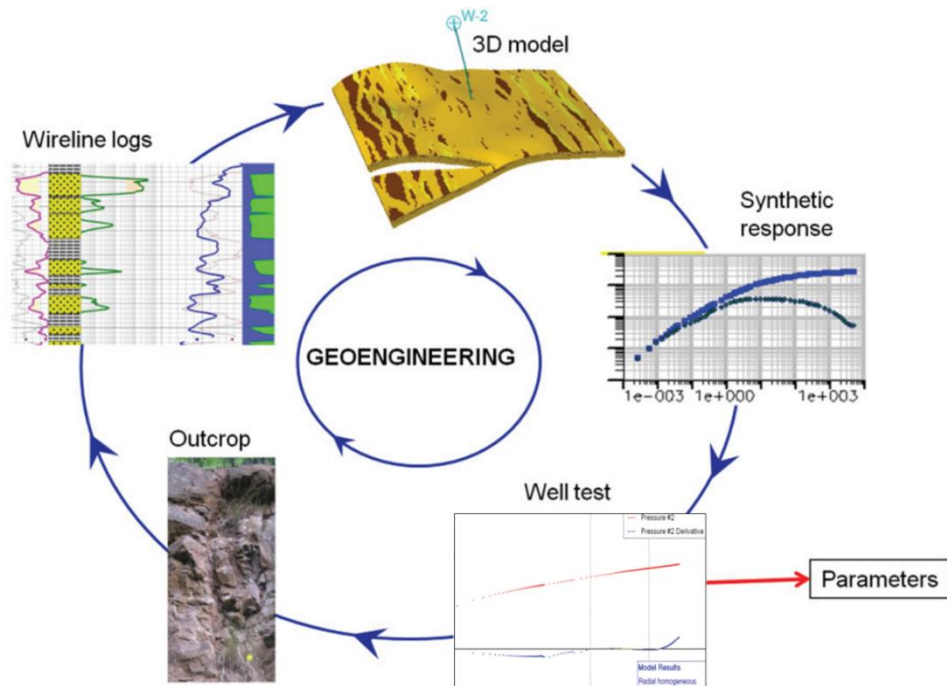 W-2
3D model
Wireline logs
Synthetic
response
GEOENGINEERING
1e-003 1e+000 1e+003
Outcrop
Well test
Pressure #2
Pressure #2 Derivative
Parameters
Model Results
Radial homogeneous